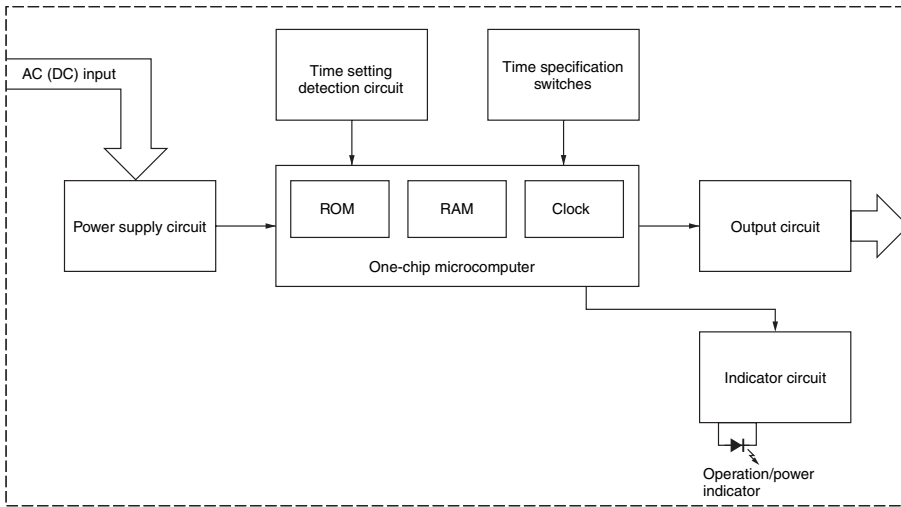 AC (DC) input
Time setting
detection circuit
Time specification
switches
Power supply circuit
ROM
RAM
Clock
One-chip microcomputer
Output circuit
Indicator circuit
Operation/power
indicator